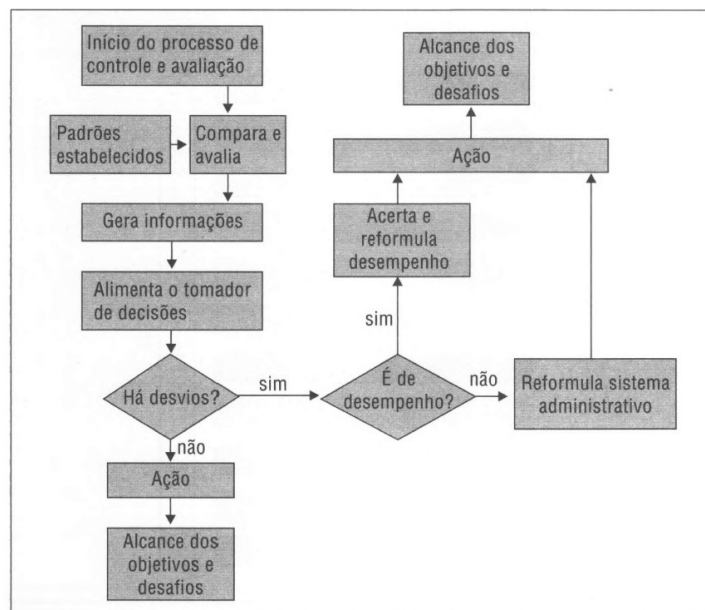 Início do processo de
controle e avaliação
Padrões
estabelecidos
Compara e
avalia
Gera informações
Alimenta o tomador
de decisões
Há desvios?
sim
não
Ação
Alcance dos
objetivos e
desafios
É de
desempenho?
sim
não
Acerta e
reformula
desempenho
Reformula sistema
administrativo
Ação
Alcance dos
objetivos e
desafios